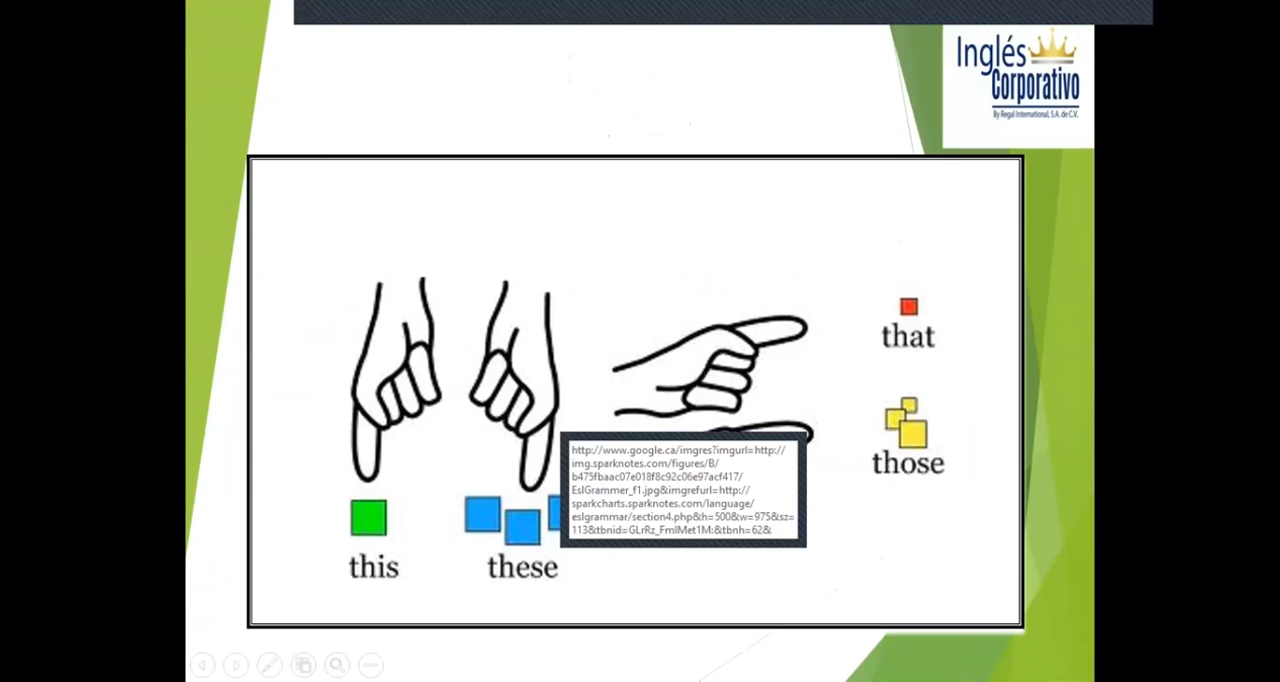 Inglés
Corporativo
By Regal International, S.A. de C.V.
that
those
http://www.google.ca/imgres?imgurl=http://
img.sparknotes.com/figures/B/
b475fbaac07e018f8c92c06e97acf417/
EslGrammer_f1.jpg&imgrefurl=http://
sparkcharts.sparknotes.com/language/
eslgrammar/section4.php&h=500&w=975&sz=
113&tbnid=GLrRz_FmlMet1M:&tbnh=62&
this
these